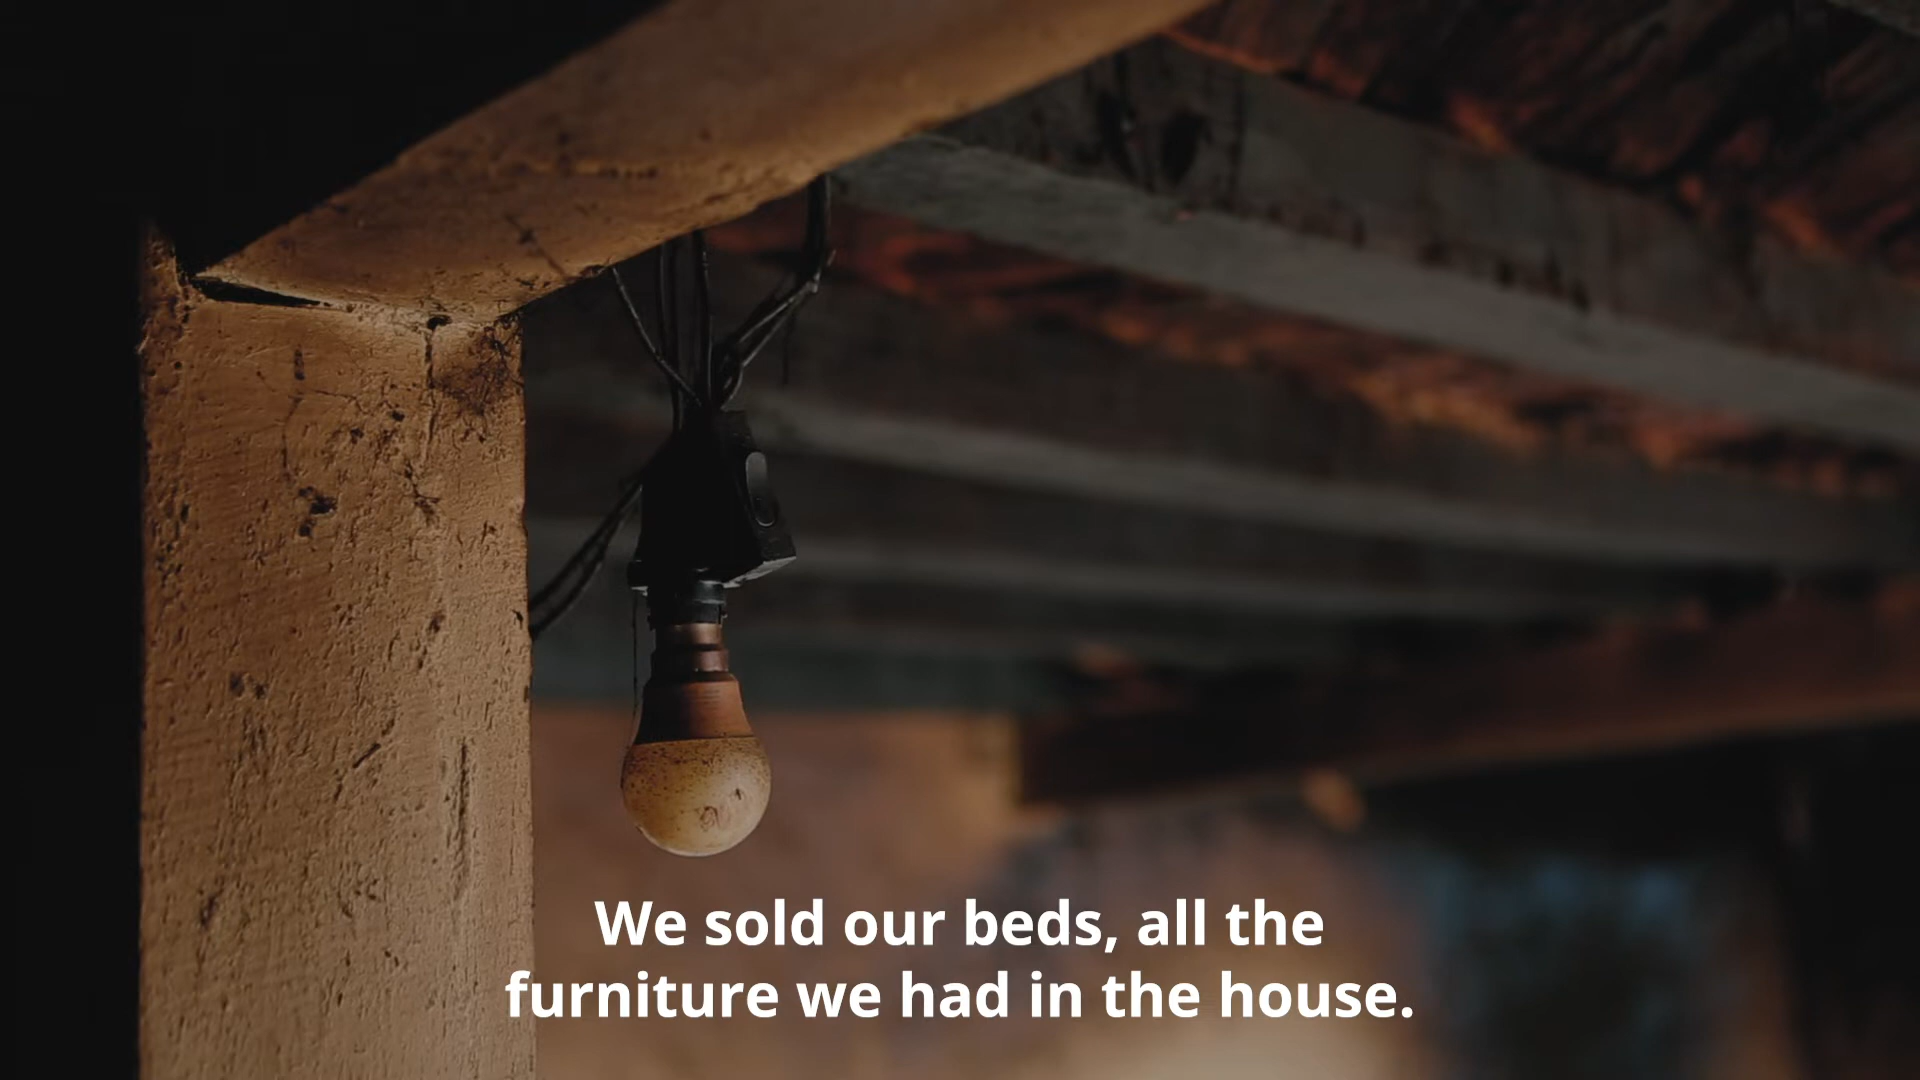 We sold our beds, all the
furniture we had in the house.